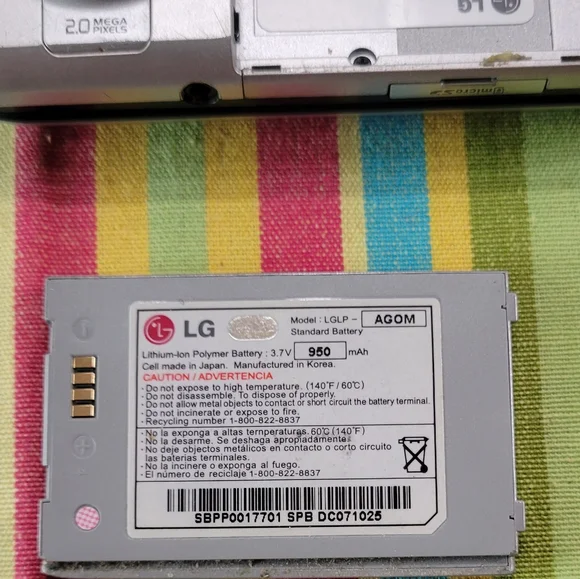 2.0 MEGA
PIXELS
LG
microSD
LG
Model : LGLP - AGOM
Standard Battery
Lithium-Ion Polymer Battery : 3.7V 950 mAh
Cell made in Japan. Manufactured in Korea.
CAUTION / ADVERTENCIA
- Do not expose to high temperature. (140°F / 60°C)
- Do not disassemble. To dispose of properly.
- Do not allow metal objects to contact or short circuit the battery terminal.
- Do not incinerate or expose to fire.
- Recycling number 1-800-822-8837
- No la exponga a altas temperaturas. 60°C (140°F)
- No la desarme. Se deshaga apropiadamente.
- No deje objetos metálicos en contacto o corto circuito
las baterías terminales.
- No la incinere o exponga al fuego.
- El número de reciclaje 1-800-822-8837
SBPP0017701 SPB DC071025